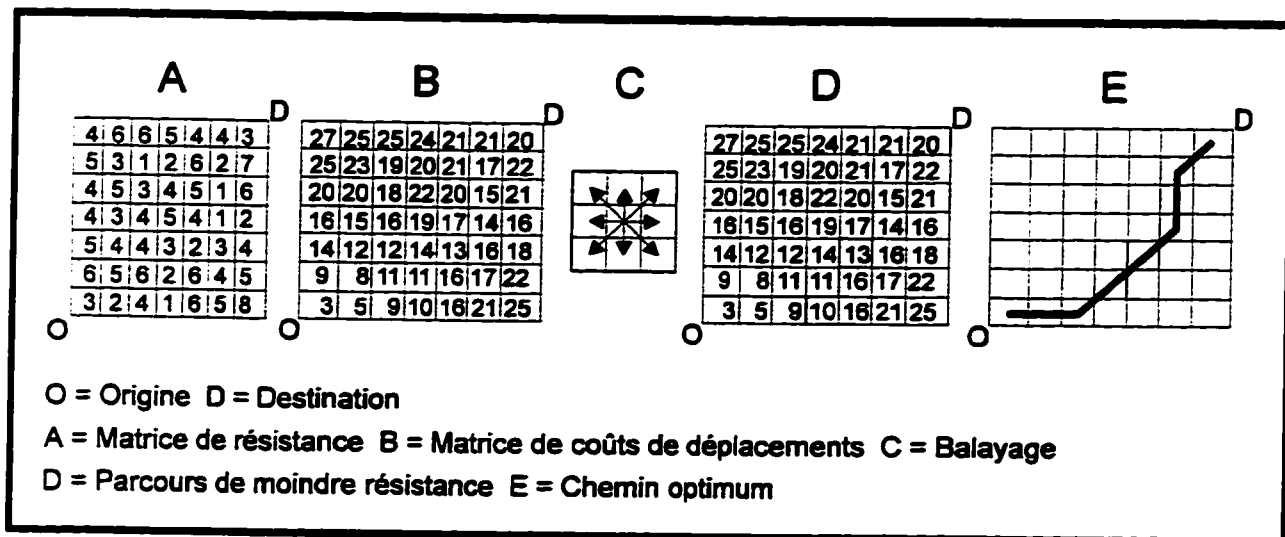 A B C D E
D D D D
4 6 6 5 4 4 3 27 25 25 24 21 21 20 27 25 25 24 21 21 20
5 3 1 2 6 2 7 25 23 19 20 21 17 22 25 23 19 20 21 17 22
4 5 3 4 5 1 6 20 20 18 22 20 15 21 20 20 18 22 20 15 21
4 3 4 5 4 1 2 16 15 16 19 17 14 16 16 15 16 19 17 14 16
5 4 4 3 2 3 4 14 12 12 14 13 16 18 14 12 12 14 13 16 18
6 5 6 2 6 4 5 9 8 11 11 16 17 22 9 8 11 11 16 17 22
3 2 4 1 6 5 8 3 5 9 10 16 21 25 3 5 9 10 16 21 25
O O O O
O = Origine D = Destination
A = Matrice de résistance B = Matrice de coûts de déplacements C = Balayage
D = Parcours de moindre résistance E = Chemin optimum